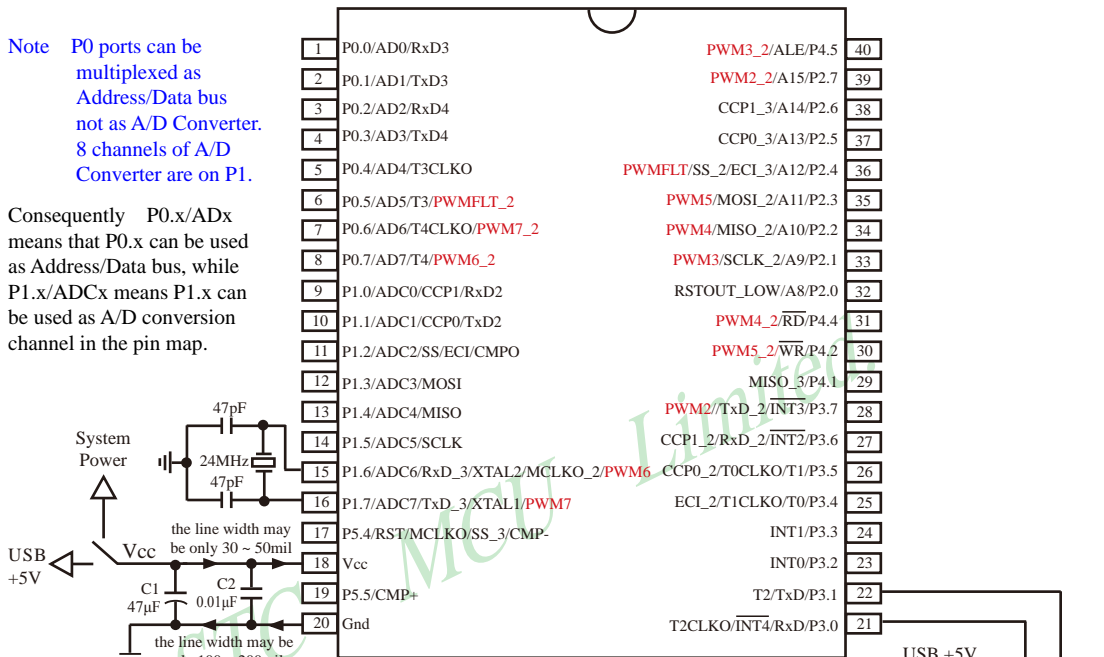 Note P0 ports can be
multiplexed as
Address/Data bus
not as A/D Converter.
8 channels of A/D
Converter are on P1.
Consequently P0.x/ADx
means that P0.x can be used
as Address/Data bus, while
P1.x/ADCx means P1.x can
be used as A/D conversion
channel in the pin map.
1 P0.0/AD0/RxD3
2 P0.1/AD1/TxD3
3 P0.2/AD2/RxD4
4 P0.3/AD3/TxD4
5 P0.4/AD4/T3CLKO
6 P0.5/AD5/T3/PWMFLT_2
7 P0.6/AD6/T4CLKO/PWM7_2
8 P0.7/AD7/T4/PWM6_2
9 P1.0/ADC0/CCP1/RxD2
10 P1.1/ADC1/CCP0/TxD2
11 P1.2/ADC2/SS/ECI/CMPO
12 P1.3/ADC3/MOSI
13 P1.4/ADC4/MISO
14 P1.5/ADC5/SCLK
15 P1.6/ADC6/RxD_3/XTAL2/MCLKO_2/PWM6
16 P1.7/ADC7/TxD_3/XTAL1/PWM7
17 P5.4/RST/MCLKO/SS_3/CMP-
18 Vcc
19 P5.5/CMP+
20 Gnd
PWM3_2/ALE/P4.5 40
PWM2_2/A15/P2.7 39
CCP1_3/A14/P2.6 38
CCP0_3/A13/P2.5 37
PWMFLT/SS_2/ECI_3/A12/P2.4 36
PWM5/MOSI_2/A11/P2.3 35
PWM4/MISO_2/A10/P2.2 34
PWM3/SCLK_2/A9/P2.1 33
RSTOUT_LOW/A8/P2.0 32
PWM4_2/RD/P4.4 31
PWM5_2/WR/P4.2 30
MISO_3/P4.1 29
PWM2//TxD_2/INT3/P3.7 28
CCP1_2/RxD_2/INT2/P3.6 27
CCP0_2/T0CLKO/T1/P3.5 26
ECI_2/T1CLKO/T0/P3.4 25
INT1/P3.3 24
INT0/P3.2 23
T2/TxD/P3.1 22
T2CLKO/INT4/RxD/P3.0 21
47pF
24MHz
47pF
System
Power
USB
+5V
Vcc
the line width may
be only 30 ~ 50mil
C1
47μF
C2
0.01μF
the line width may be
USB +5V
STC MCU Limited.